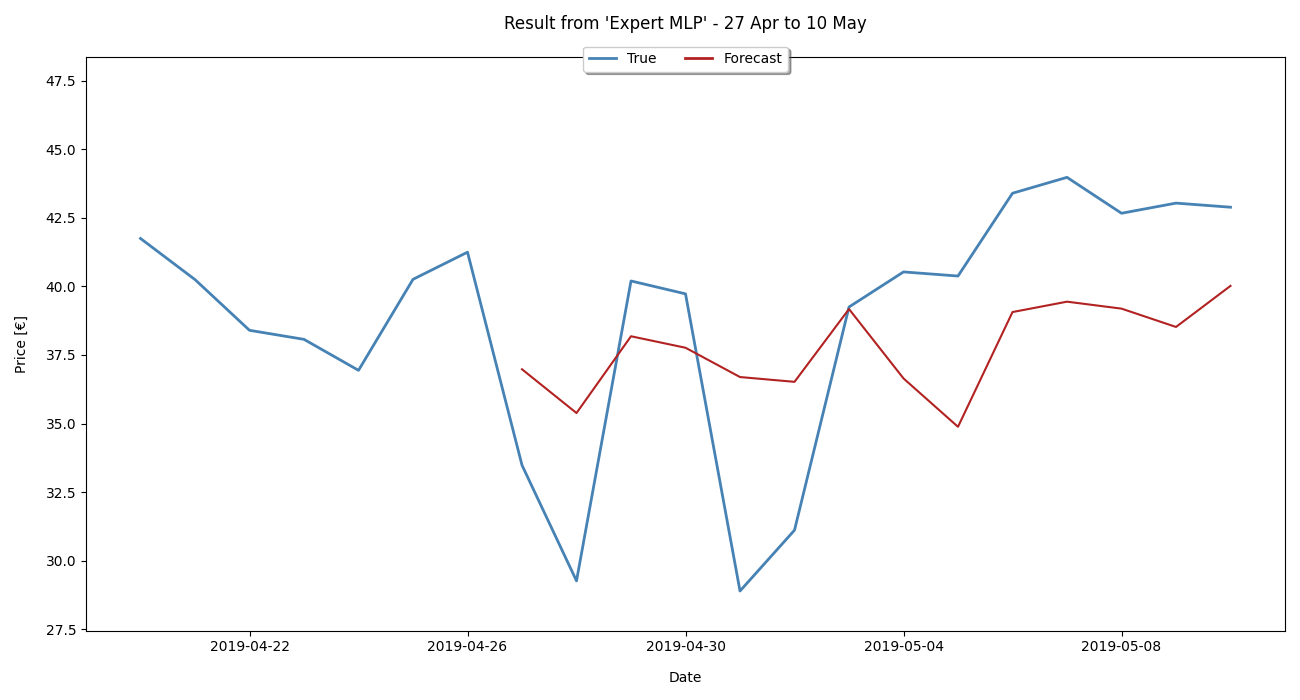 Result from 'Expert MLP' - 27 Apr to 10 May
True Forecast
47.5
45.0
42.5
40.0
37.5
35.0
32.5
30.0
27.5
Price [€]
2019-04-22 2019-04-26 2019-04-30 2019-05-04 2019-05-08
Date